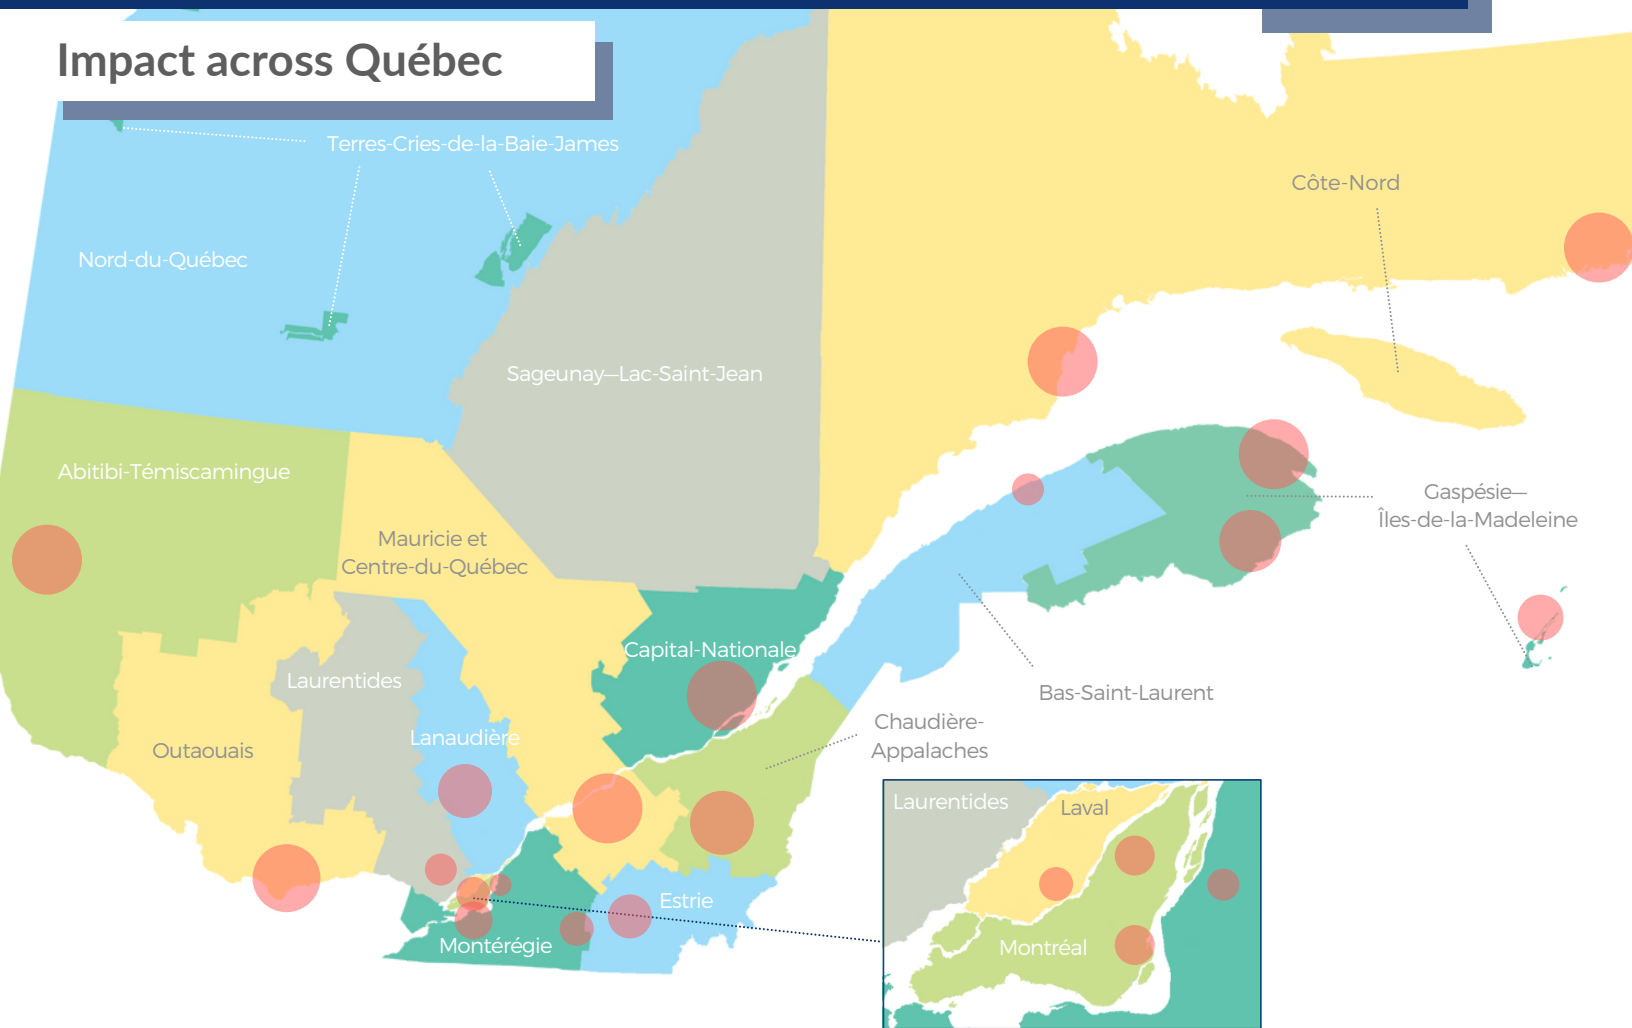 Impact across Québec
Terres-Cries-de-la-Baie-James
Côte-Nord
Nord-du-Québec
Sageunay—Lac-Saint-Jean
Abitibi-Témiscamingue
Gaspésie—
Îles-de-la-Madeleine
Mauricie et
Centre-du-Québec
Capital-Nationale
Laurentides
Bas-Saint-Laurent
Chaudière-
Appalaches
Lanaudière
Outaouais
Laurentides
Laval
Estrie
Montérégie
Montréal